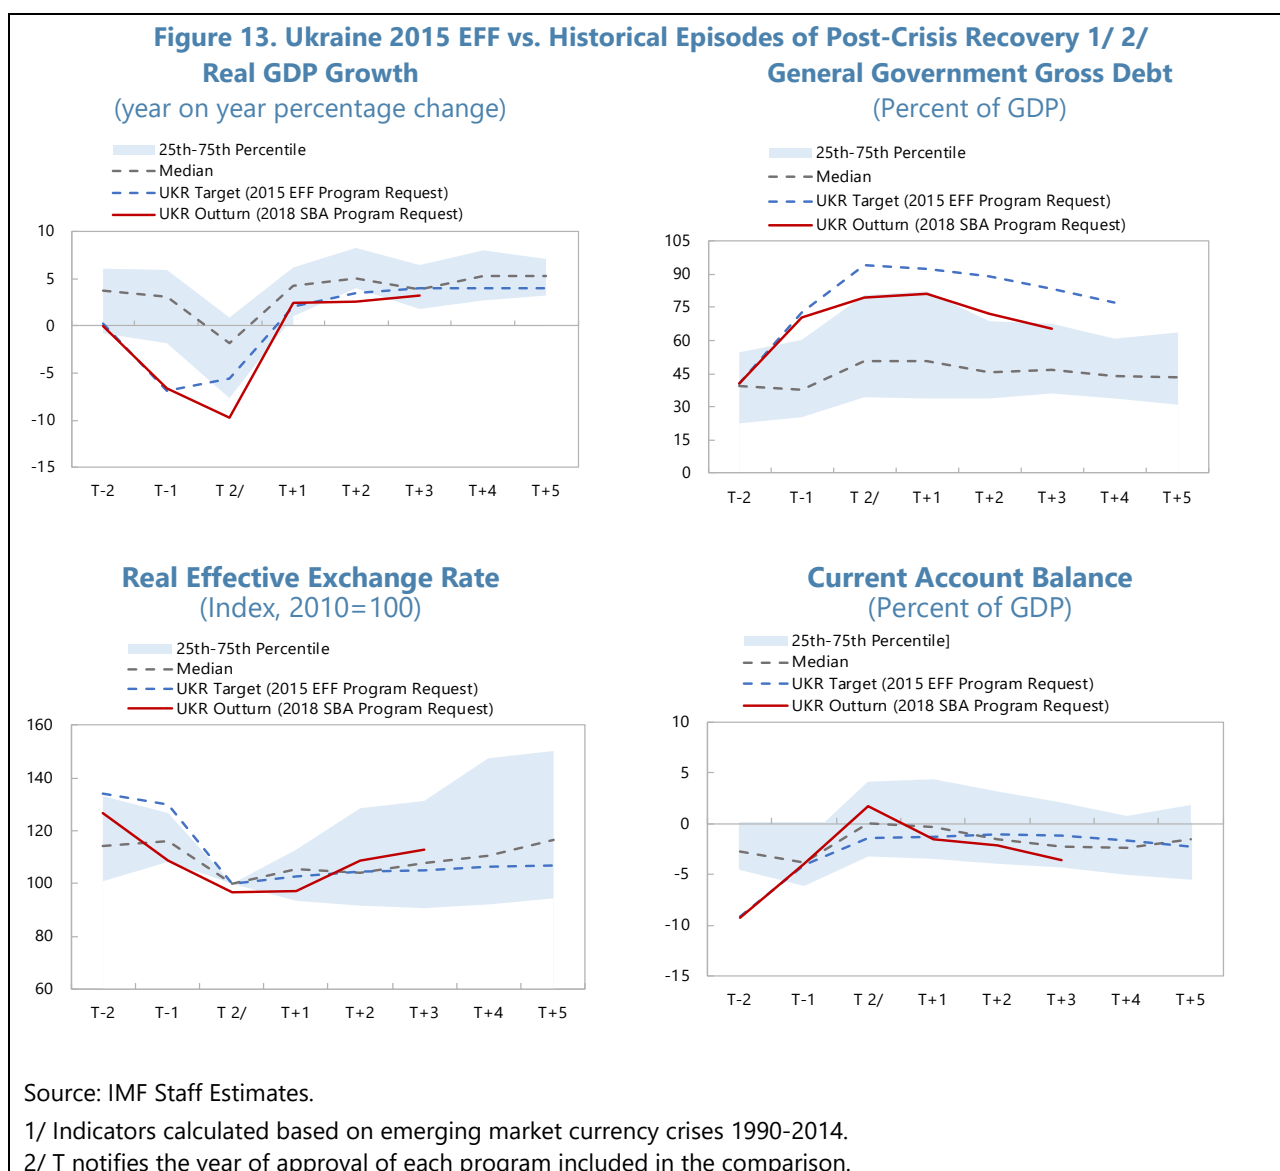 Figure 13. Ukraine 2015 EFF vs. Historical Episodes of Post-Crisis Recovery 1/ 2/
Real GDP Growth
(year on year percentage change)
25th-75th Percentile
Median
UKR Target (2015 EFF Program Request)
UKR Outturn (2018 SBA Program Request)
10
5
0
-5
-10
-15
T-2 T-1 T 2/ T+1 T+2 T+3 T+4 T+5
General Government Gross Debt
(Percent of GDP)
25th-75th Percentile
Median
UKR Target (2015 EFF Program Request)
UKR Outturn (2018 SBA Program Request)
105
90
75
60
45
30
15
0
T-2 T-1 T 2/ T+1 T+2 T+3 T+4 T+5
Real Effective Exchange Rate
(Index, 2010=100)
25th-75th Percentile
Median
UKR Target (2015 EFF Program Request)
UKR Outturn (2018 SBA Program Request)
160
140
120
100
80
60
T-2 T-1 T 2/ T+1 T+2 T+3 T+4 T+5
Current Account Balance
(Percent of GDP)
25th-75th Percentile]
Median
UKR Target (2015 EFF Program Request)
UKR Outturn (2018 SBA Program Request)
10
5
0
-5
-10
-15
T-2 T-1 T 2/ T+1 T+2 T+3 T+4 T+5
Source: IMF Staff Estimates.
1/ Indicators calculated based on emerging market currency crises 1990-2014.
2/ T notifies the year of approval of each program included in the comparison.